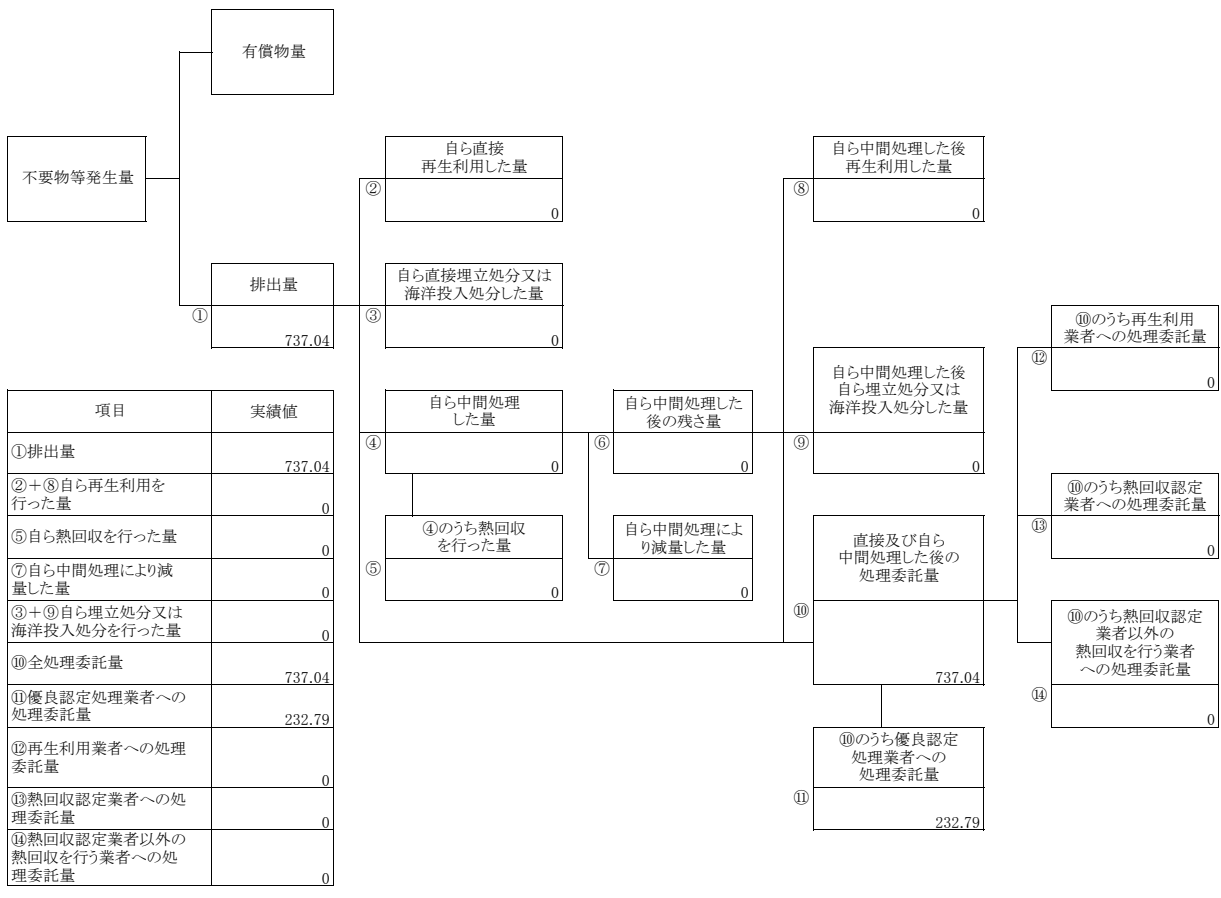 有償物量
不要物等発生量
排出量
①
737.04
自ら直接
再生利用した量
②
0
自ら直接埋立処分又は
海洋投入処分した量
③
0
自ら中間処理
した量
④
0
④のうち熱回収
を行った量
⑤
0
自ら中間処理した
後の残さ量
⑥
0
自ら中間処理によ
り減量した量
⑦
0
自ら中間処理した後
再生利用した量
⑧
0
自ら中間処理した後
自ら埋立処分又は
海洋投入処分した量
⑨
0
直接及び自ら
中間処理した後の
処理委託量
⑩
737.04
⑩のうち優良認定
処理業者への
処理委託量
⑪
232.79
⑩のうち再生利用
業者への処理委託量
⑫
0
⑩のうち熱回収認定
業者への処理委託量
⑬
0
⑩のうち熱回収認定
業者以外の
熱回収を行う業者
への処理委託量
⑭
0
項目 実績値
①排出量
737.04
②＋⑧自ら再生利用を
行った量
0
⑤自ら熱回収を行った量
0
⑦自ら中間処理により減
量した量
0
③＋⑨自ら埋立処分又は
海洋投入処分を行った量
0
⑩全処理委託量
737.04
⑪優良認定処理業者への
処理委託量
232.79
⑫再生利用業者への処理
委託量
0
⑬熱回収認定業者への処
理委託量
0
⑭熱回収認定業者以外の
熱回収を行う業者への処
理委託量
0